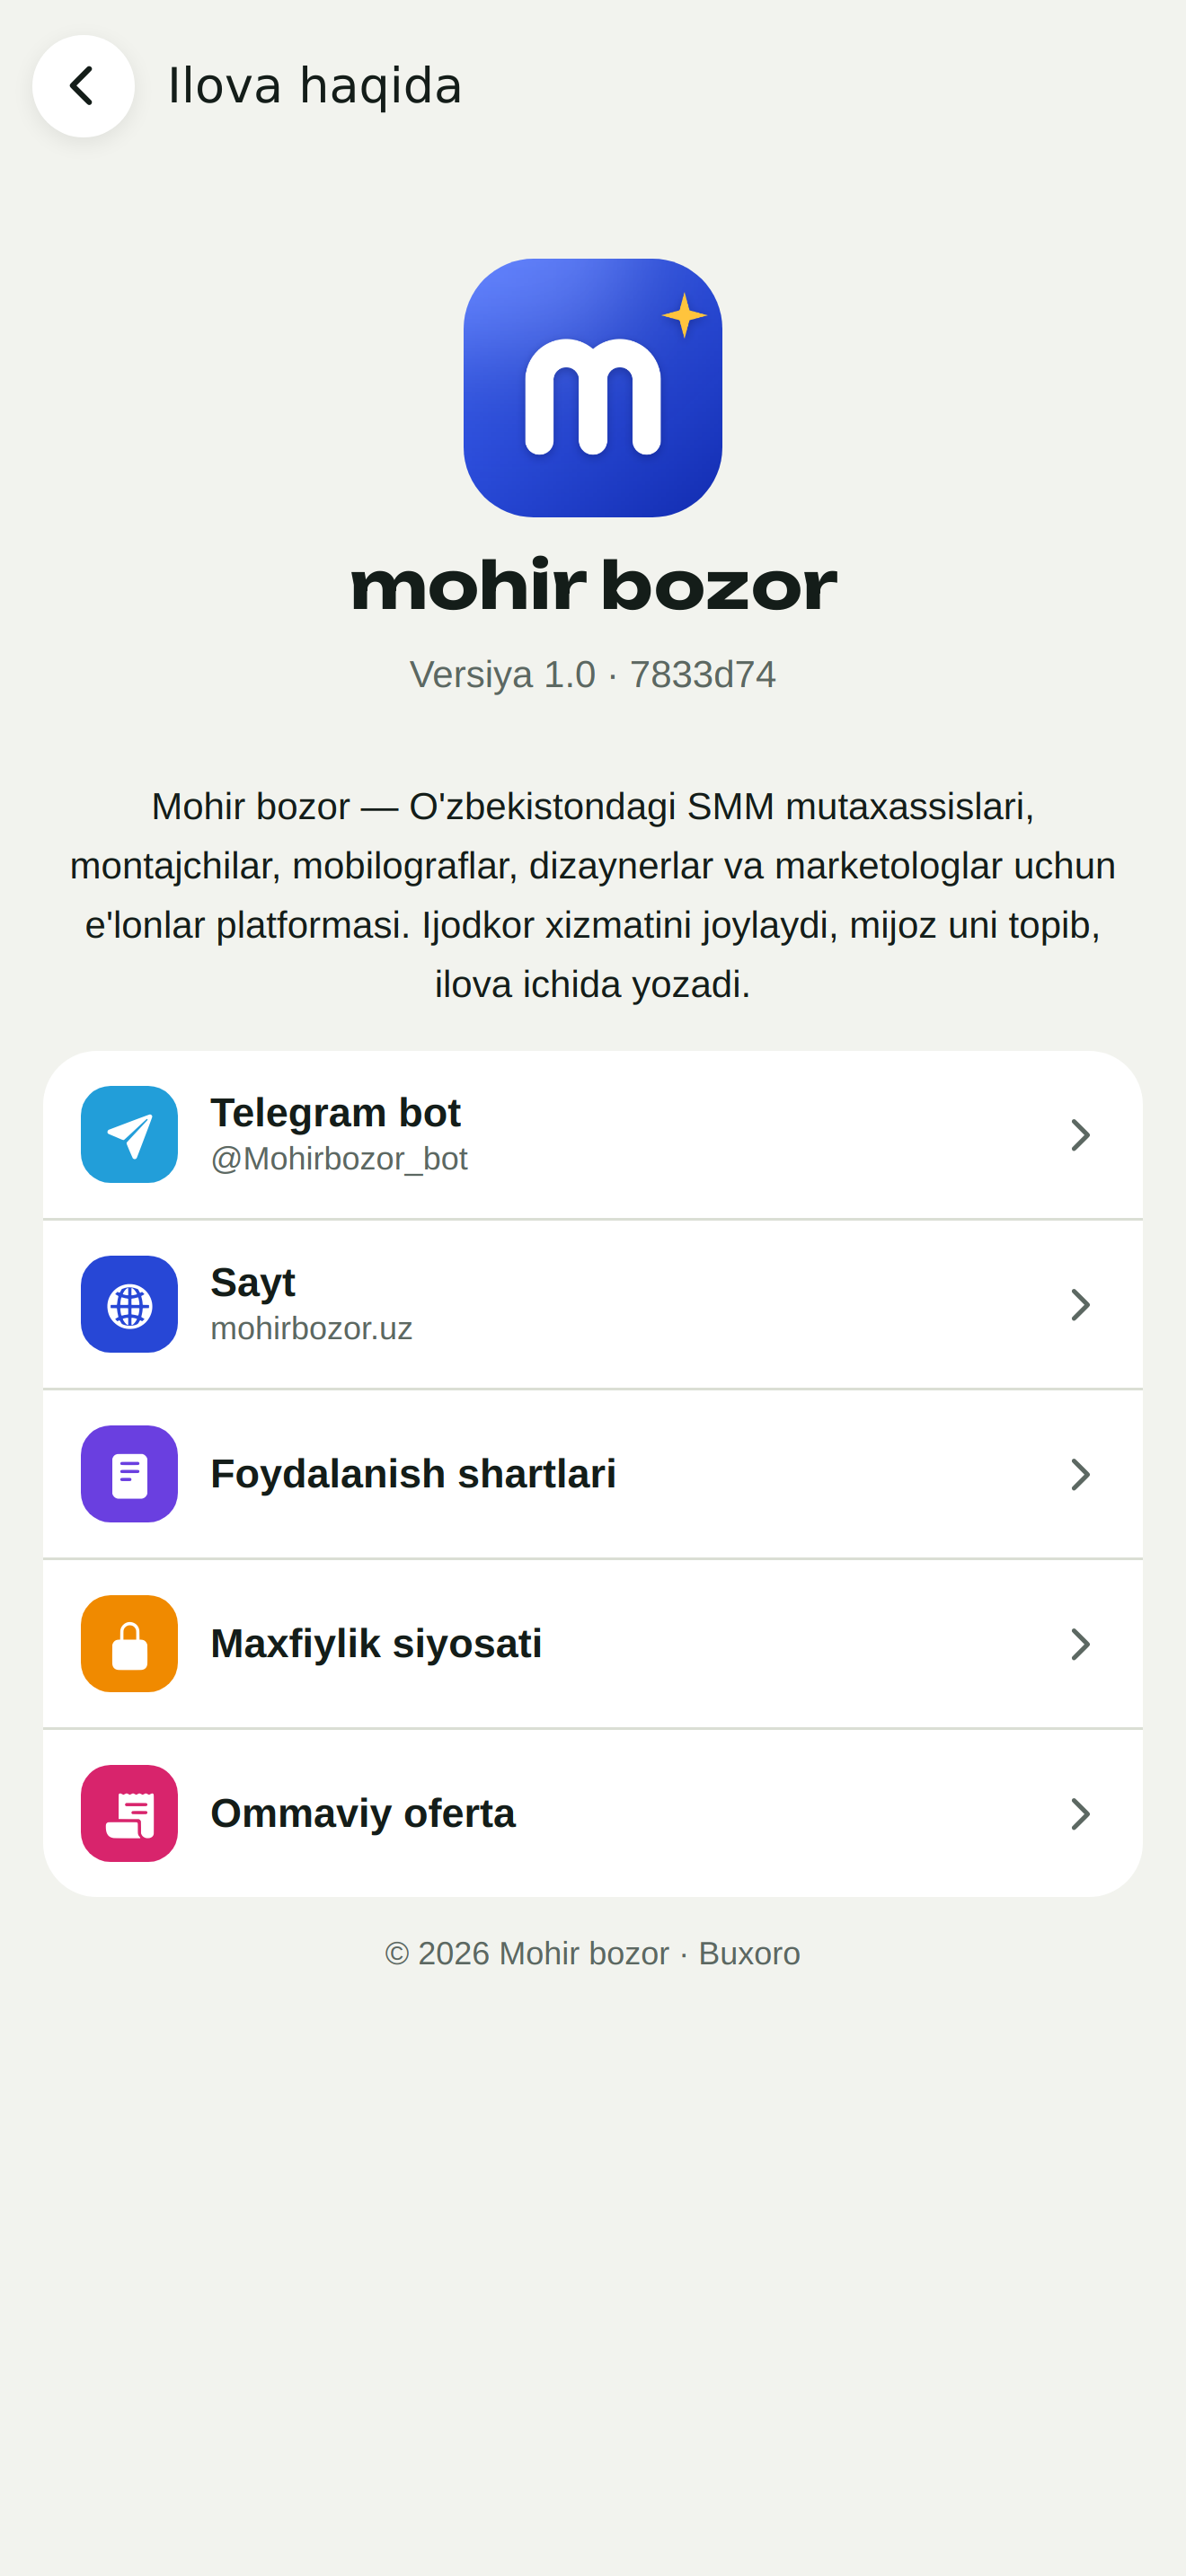 Ilova haqida
m
mohir bozor
Versiya 1.0 · 7833d74
Mohir bozor — O'zbekistondagi SMM mutaxassislari,
montajchilar, mobilograflar, dizaynerlar va marketologlar uchun
e'lonlar platformasi. Ijodkor xizmatini joylaydi, mijoz uni topib,
ilova ichida yozadi.
Telegram bot
@Mohirbozor_bot
Sayt
mohirbozor.uz
Foydalanish shartlari
Maxfiylik siyosati
Ommaviy oferta
© 2026 Mohir bozor · Buxoro